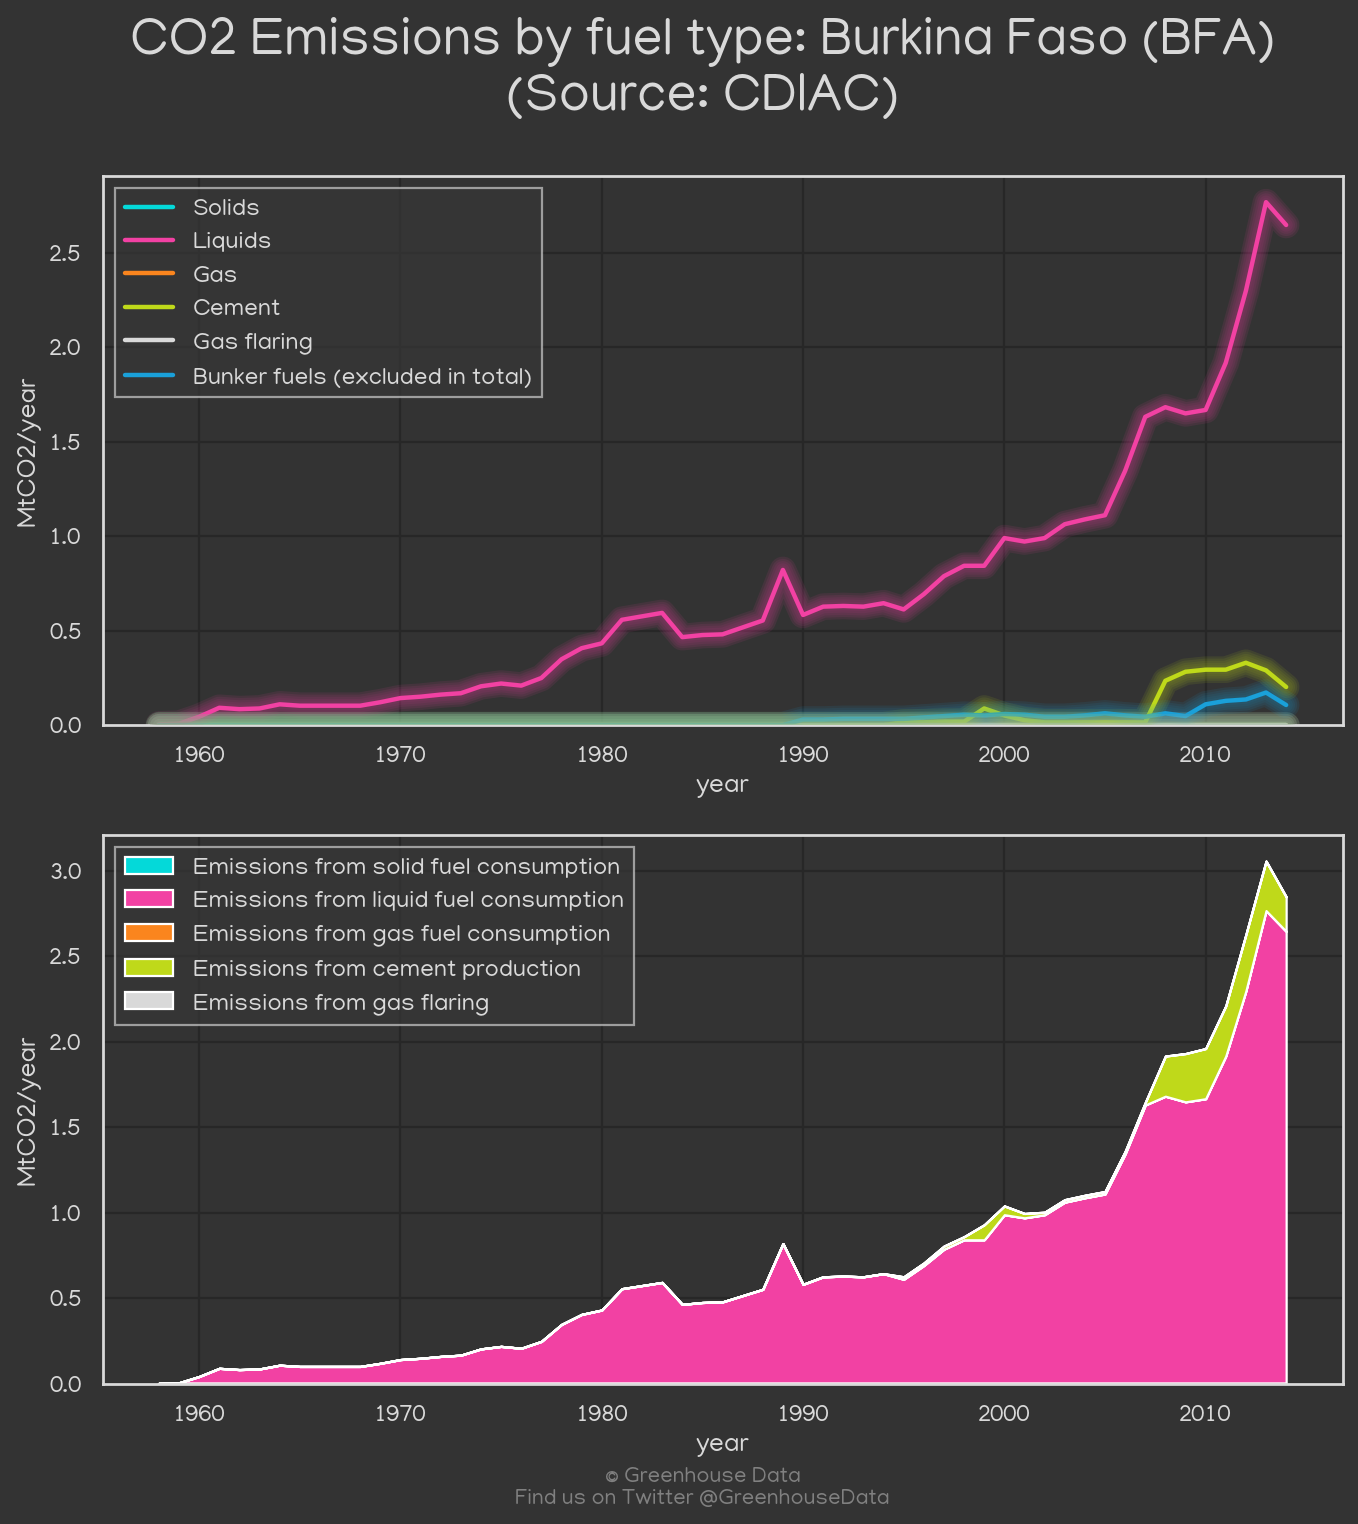 CO2 Emissions by fuel type: Burkina Faso (BFA)
(Source: CDIAC)
Solids
Liquids
Gas
Cement
Gas flaring
Bunker fuels (excluded in total)
MtCO2/year
2.5
2.0
1.5
1.0
0.5
0.0
1960 1970 1980 1990 2000 2010
year
Emissions from solid fuel consumption
Emissions from liquid fuel consumption
Emissions from gas fuel consumption
Emissions from cement production
Emissions from gas flaring
MtCO2/year
3.0
2.5
2.0
1.5
1.0
0.5
0.0
1960 1970 1980 1990 2000 2010
year
© Greenhouse Data
Find us on Twitter @GreenhouseData